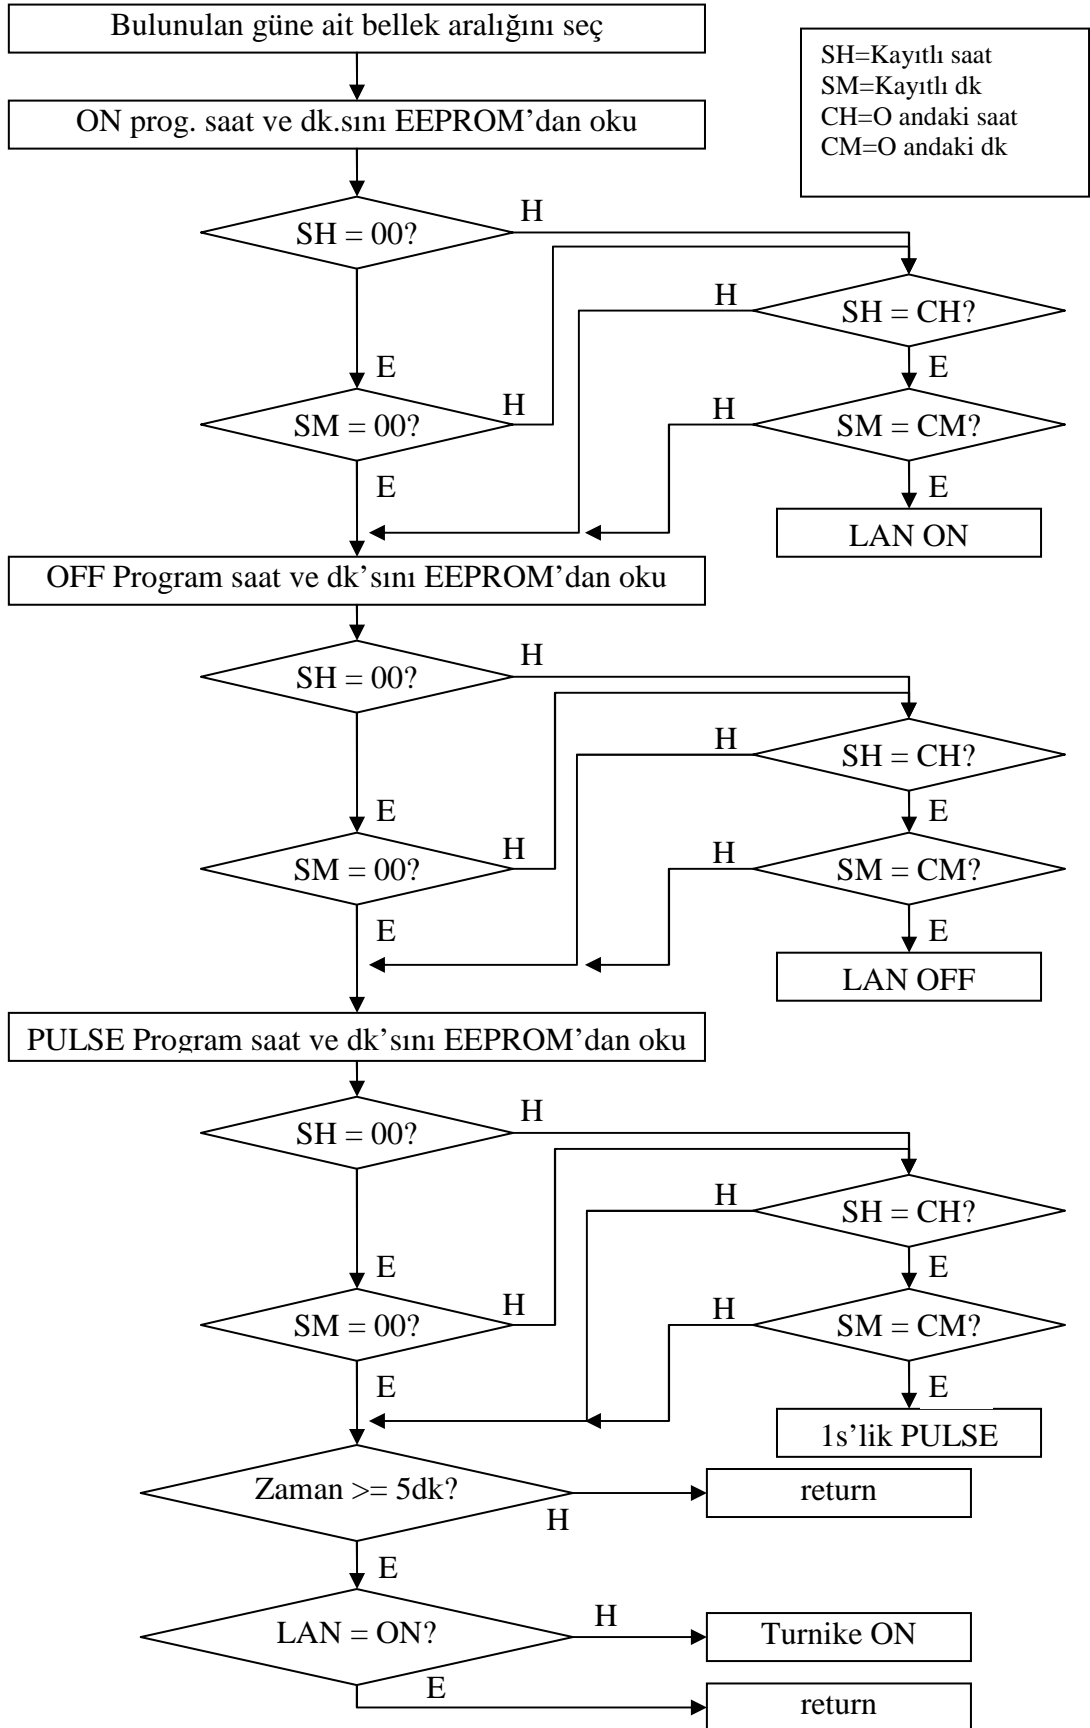 Bulunulan güne ait bellek aralığını seç
SH=Kayıtlı saat
SM=Kayıtlı dk
CH=O andaki saat
CM=O andaki dk
ON prog. saat ve dk.sını EEPROM’dan oku
SH = 00?
H
H
SH = CH?
E
E
SM = 00?
H
H
SM = CM?
E
E
LAN ON
OFF Program saat ve dk’sını EEPROM’dan oku
SH = 00?
H
H
SH = CH?
E
E
SM = 00?
H
H
SM = CM?
E
E
LAN OFF
PULSE Program saat ve dk’sını EEPROM’dan oku
SH = 00?
H
H
SH = CH?
E
E
SM = 00?
H
H
SM = CM?
E
E
1s’lik PULSE
Zaman >= 5dk?
H
return
E
LAN = ON?
H
Turnike ON
E
return